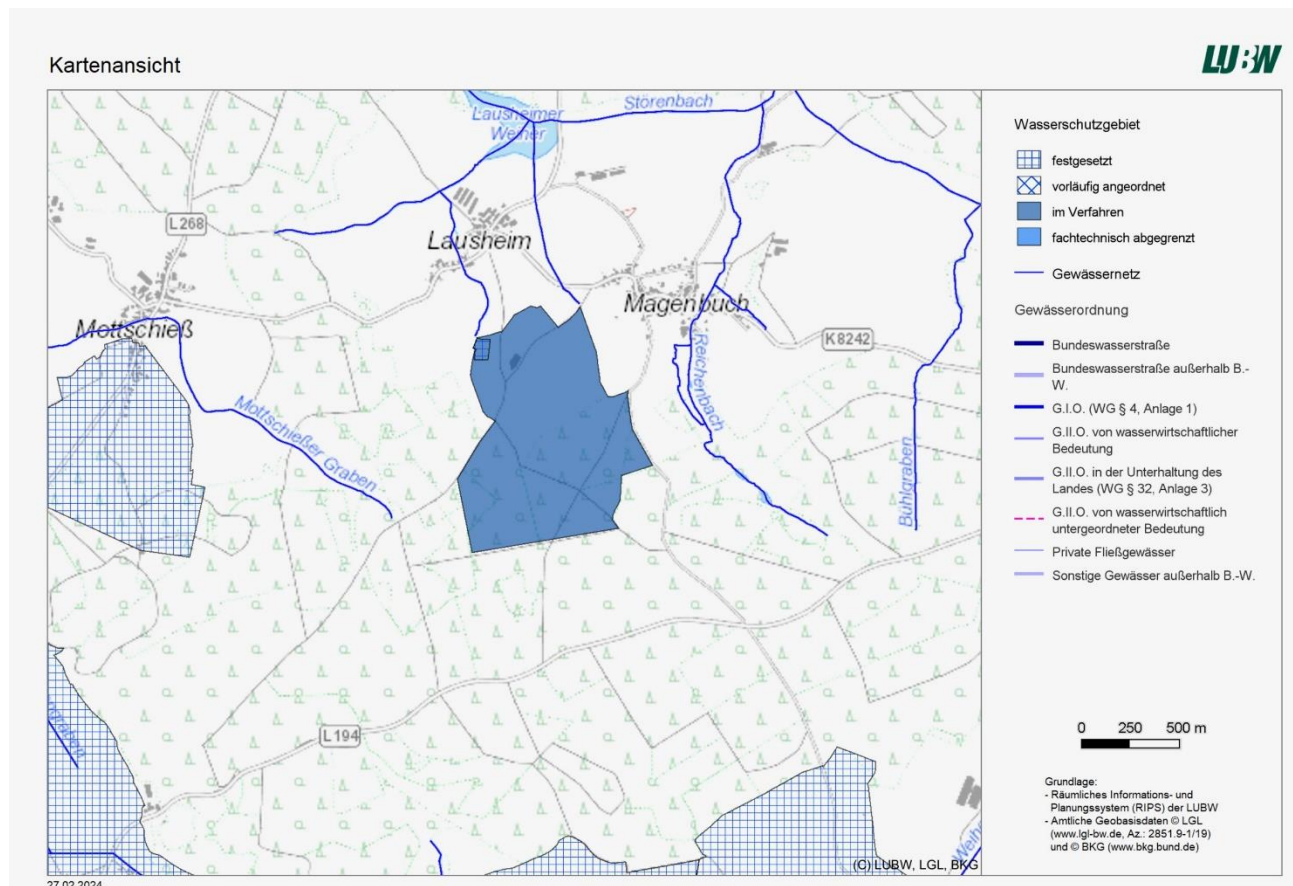 Kartenansicht
LUBW
Störenbach
Lausheimer
Weiher
L268
Lausheim
Magenbuch
Mottschieß
K8242
Reichenbach
Mottschießer Graben
Bühlgraben
L194
(C) LUBW, LGL, BKG
27.02.2024
Wasserschutzgebiet
festgesetzt
vorläufig angeordnet
im Verfahren
fachtechnisch abgegrenzt
Gewässernetz
Gewässerordnung
Bundeswasserstraße
Bundeswasserstraße außerhalb B.-
W.
G.I.O. (WG § 4, Anlage 1)
G.II.O. von wasserwirtschaftlicher
Bedeutung
G.II.O. in der Unterhaltung des
Landes (WG § 32, Anlage 3)
G.II.O. von wasserwirtschaftlich
untergeordneter Bedeutung
Private Fließgewässer
Sonstige Gewässer außerhalb B.-W.
0 250 500 m
Grundlage:
- Räumliches Informations- und
Planungssystem (RIPS) der LUBW
- Amtliche Geobasisdaten © LGL
(www.lgl-bw.de, Az.: 2851.9-1/19)
und © BKG (www.bkg.bund.de)